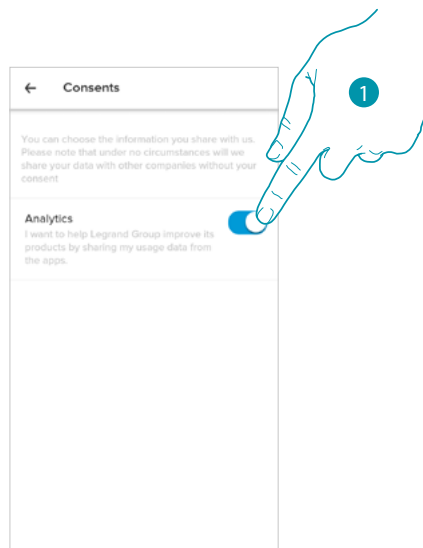 Consents
1
You can choose the information you share with us.
Please note that under no circumstances will we
share your data with other companies without your
consent
Analytics
I want to help Legrand Group improve its
products by sharing my usage data from
the apps.